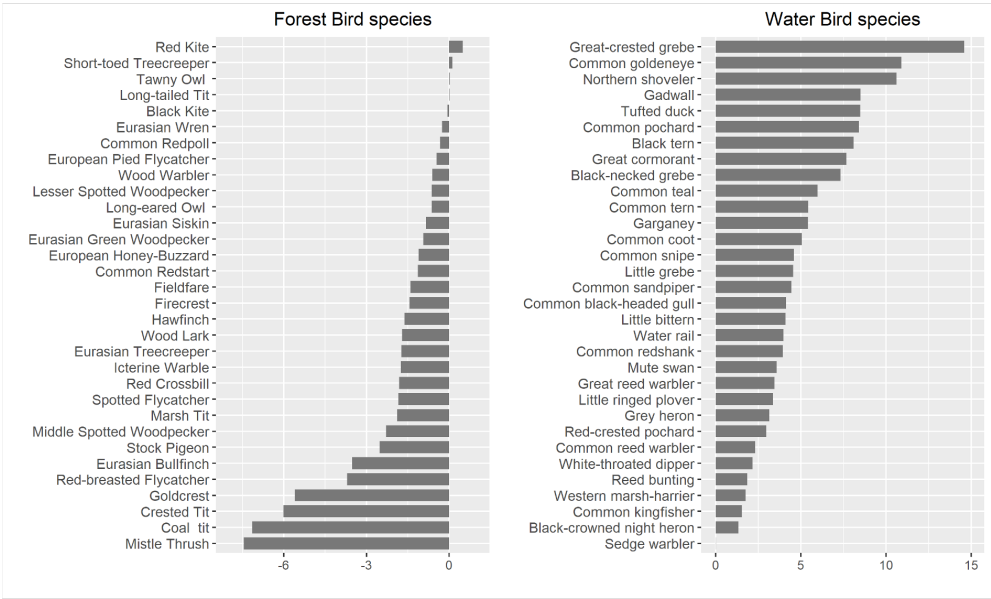 Forest Bird species
Red Kite
Short-toed Treecreeper
Tawny Owl
Long-tailed Tit
Black Kite
Eurasian Wren
Common Redpoll
European Pied Flycatcher
Wood Warbler
Lesser Spotted Woodpecker
Long-eared Owl
Eurasian Siskin
Eurasian Green Woodpecker
European Honey-Buzzard
Common Redstart
Fieldfare
Firecrest
Hawfinch
Wood Lark
Eurasian Treecreeper
Icterine Warble
Red Crossbill
Spotted Flycatcher
Marsh Tit
Middle Spotted Woodpecker
Stock Pigeon
Eurasian Bullfinch
Red-breasted Flycatcher
Goldcrest
Crested Tit
Coal  tit
Mistle Thrush
-6 -3 0
Water Bird species
Great-crested grebe
Common goldeneye
Northern shoveler
Gadwall
Tufted duck
Common pochard
Black tern
Great cormorant
Black-necked grebe
Common teal
Common tern
Garganey
Common coot
Common snipe
Little grebe
Common sandpiper
Common black-headed gull
Little bittern
Water rail
Common redshank
Mute swan
Great reed warbler
Little ringed plover
Grey heron
Red-crested pochard
Common reed warbler
White-throated dipper
Reed bunting
Western marsh-harrier
Common kingfisher
Black-crowned night heron
Sedge warbler
0 5 10 15